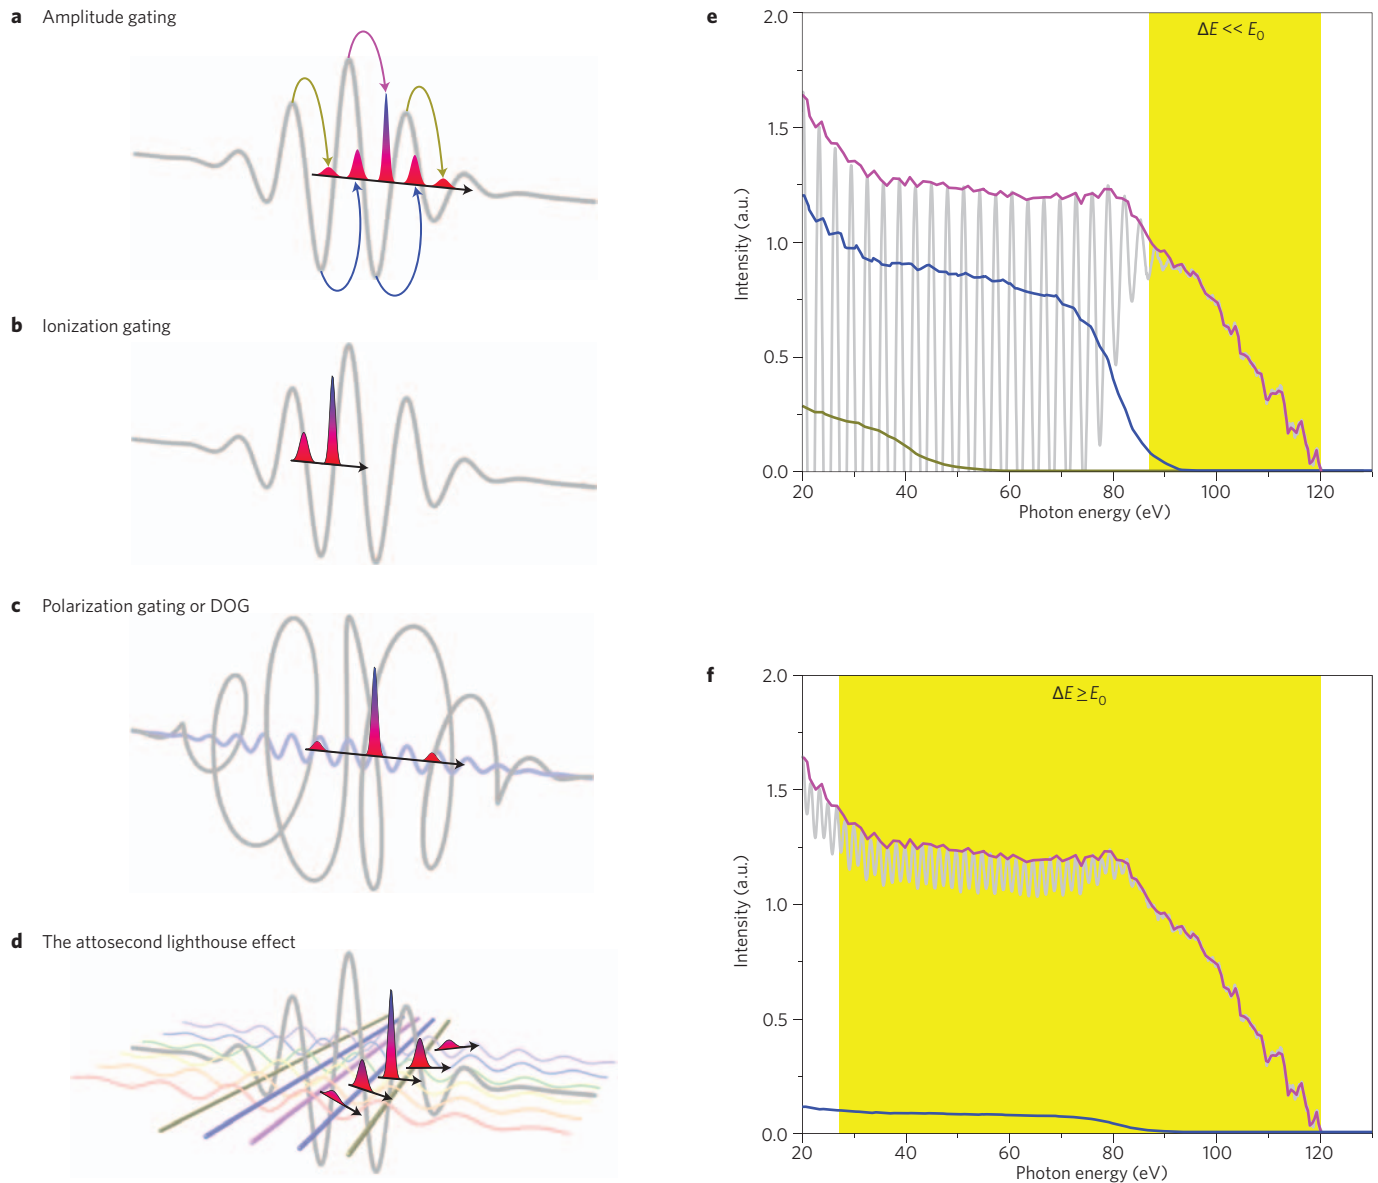 a Amplitude gating
b Ionization gating
c Polarization gating or DOG
d The attosecond lighthouse effect
e
ΔE << E₀
2.0
1.5
1.0
0.5
0.0
Intensity (a.u.)
20 40 60 80 100 120
Photon energy (eV)
f
ΔE ≥ E₀
2.0
1.5
1.0
0.5
0.0
Intensity (a.u.)
20 40 60 80 100 120
Photon energy (eV)